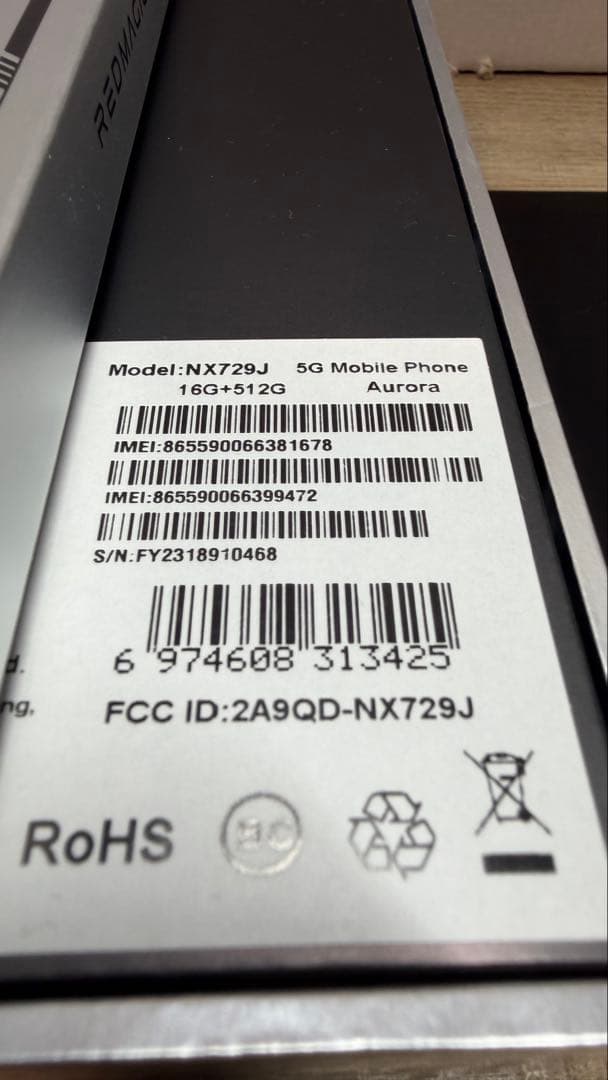 REDMAGIC
Model:NX729J 5G Mobile Phone
16G+512G Aurora
IMEI:865590066381678
IMEI:865590066399472
S/N:FY2318910468
6 974608 313425
FCC ID:2A9QD-NX729J
RoHS